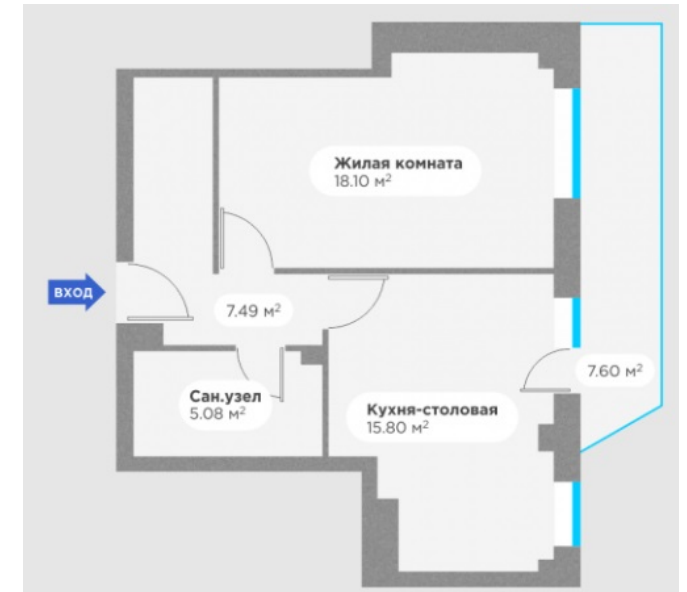 Жилая комната
18.10 м²
ВХОД
7.49 м²
7.60 м²
Сан.узел
5.08 м²
Кухня-столовая
15.80 м²